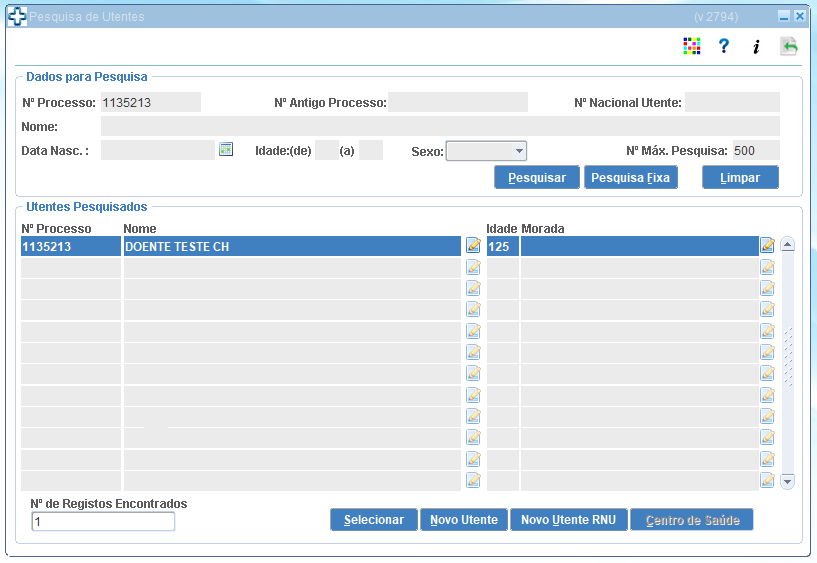 Pesquisa de Utentes (v 2794)
? i
Dados para Pesquisa
Nº Processo: 1135213 Nº Antigo Processo: Nº Nacional Utente:
Nome:
Data Nasc. : Idade:(de) (a) Sexo: Nº Máx. Pesquisa: 500
Pesquisar Pesquisa Fixa Limpar
Utentes Pesquisados
Nº Processo Nome Idade Morada
1135213 DOENTE TESTE CH 125
Nº de Registos Encontrados
1
Selecionar Novo Utente Novo Utente RNU Centro de Saúde